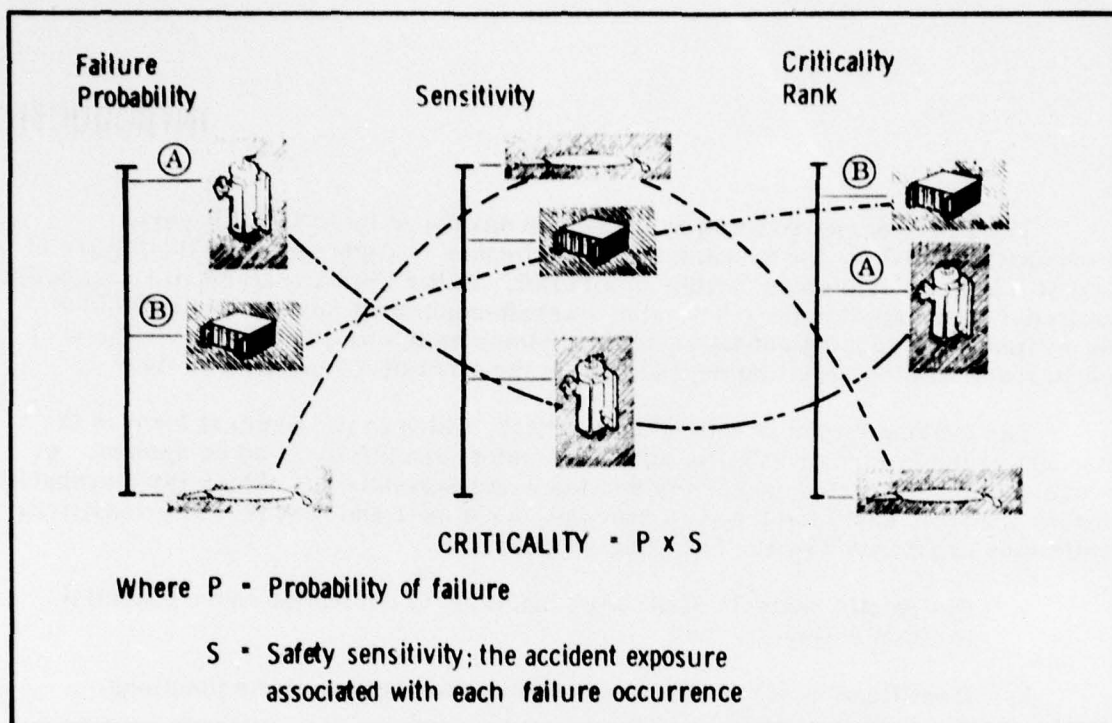 Failure
Probability
Sensitivity
Criticality
Rank
A
B
B
A
CRITICALITY = P x S
Where P = Probability of failure
S = Safety sensitivity; the accident exposure
associated with each failure occurrence